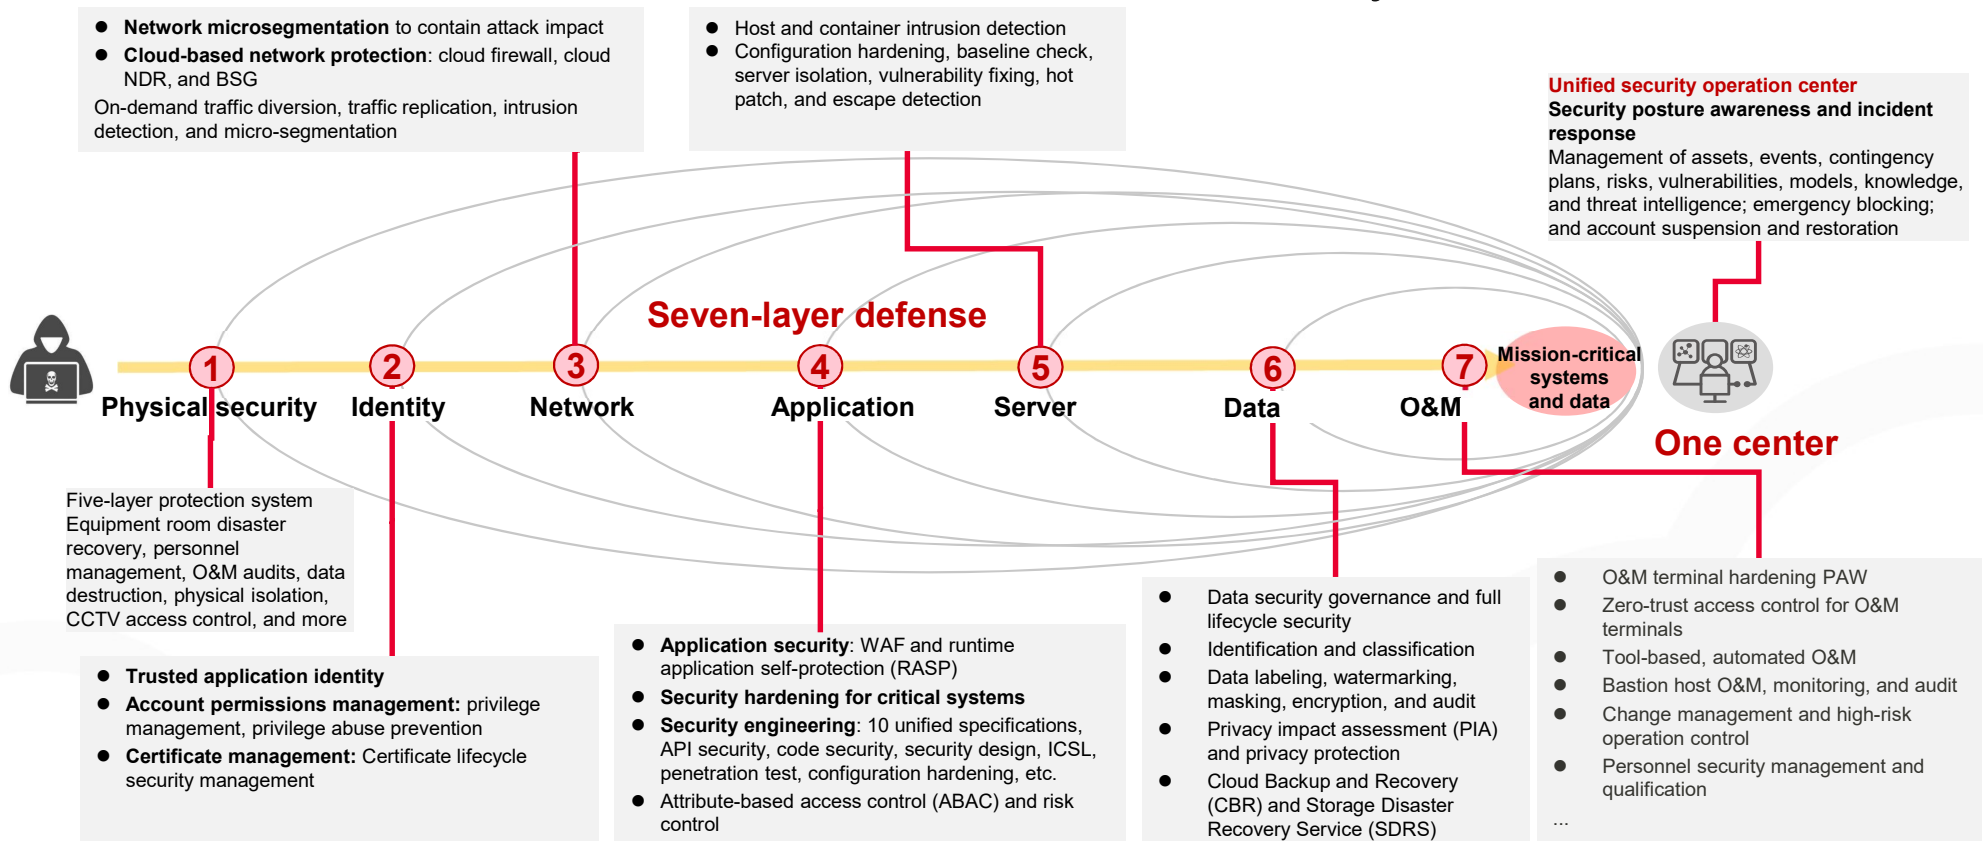 ● Network microsegmentation to contain attack impact
● Cloud-based network protection: cloud firewall, cloud
NDR, and BSG
On-demand traffic diversion, traffic replication, intrusion
detection, and micro-segmentation
● Host and container intrusion detection
● Configuration hardening, baseline check,
server isolation, vulnerability fixing, hot
patch, and escape detection
Unified security operation center
Security posture awareness and incident
response
Management of assets, events, contingency
plans, risks, vulnerabilities, models, knowledge,
and threat intelligence; emergency blocking;
and account suspension and restoration
Seven-layer defense
1
2
3
4
5
6
7
Mission-critical
systems
and data
Physical security
Identity
Network
Application
Server
Data
O&M
One center
Five-layer protection system
Equipment room disaster
recovery, personnel
management, O&M audits, data
destruction, physical isolation,
CCTV access control, and more
● Trusted application identity
● Account permissions management: privilege
management, privilege abuse prevention
● Certificate management: Certificate lifecycle
security management
● Application security: WAF and runtime
application self-protection (RASP)
● Security hardening for critical systems
● Security engineering: 10 unified specifications,
API security, code security, security design, ICSL,
penetration test, configuration hardening, etc.
● Attribute-based access control (ABAC) and risk
control
● Data security governance and full
lifecycle security
● Identification and classification
● Data labeling, watermarking,
masking, encryption, and audit
● Privacy impact assessment (PIA)
and privacy protection
● Cloud Backup and Recovery
(CBR) and Storage Disaster
Recovery Service (SDRS)
● O&M terminal hardening PAW
● Zero-trust access control for O&M
terminals
● Tool-based, automated O&M
● Bastion host O&M, monitoring, and audit
● Change management and high-risk
operation control
● Personnel security management and
qualification
...